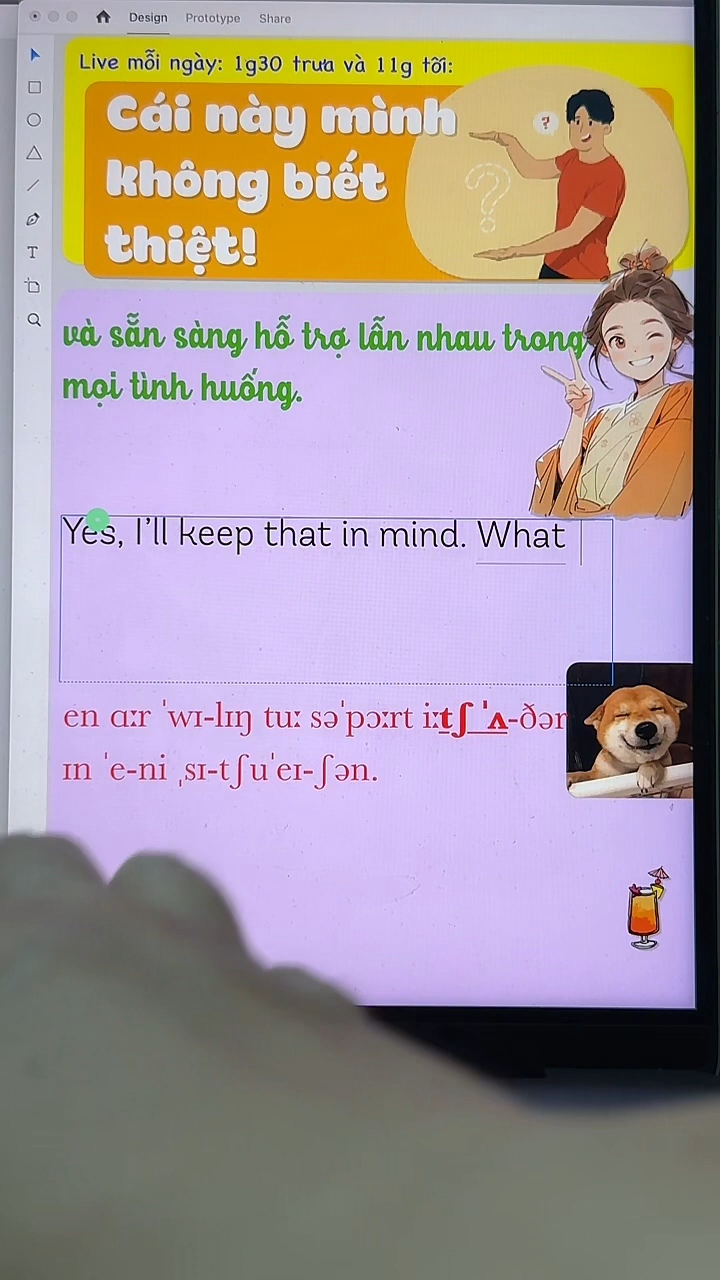 Design Prototype Share
Live mỗi ngày: 1g30 trưa và 11g tối:
Cái này mình
không biết
thiệt!
?
và sẵn sàng hỗ trợ lẫn nhau trong
mọi tình huống.
Yes, I'll keep that in mind. What
en ɑːr ˈwɪ-lɪŋ tuː səˈpɔːrt iːtʃ ˈʌ-ðər
ɪn ˈe-ni ˌsɪ-tʃuˈeɪ-ʃən.